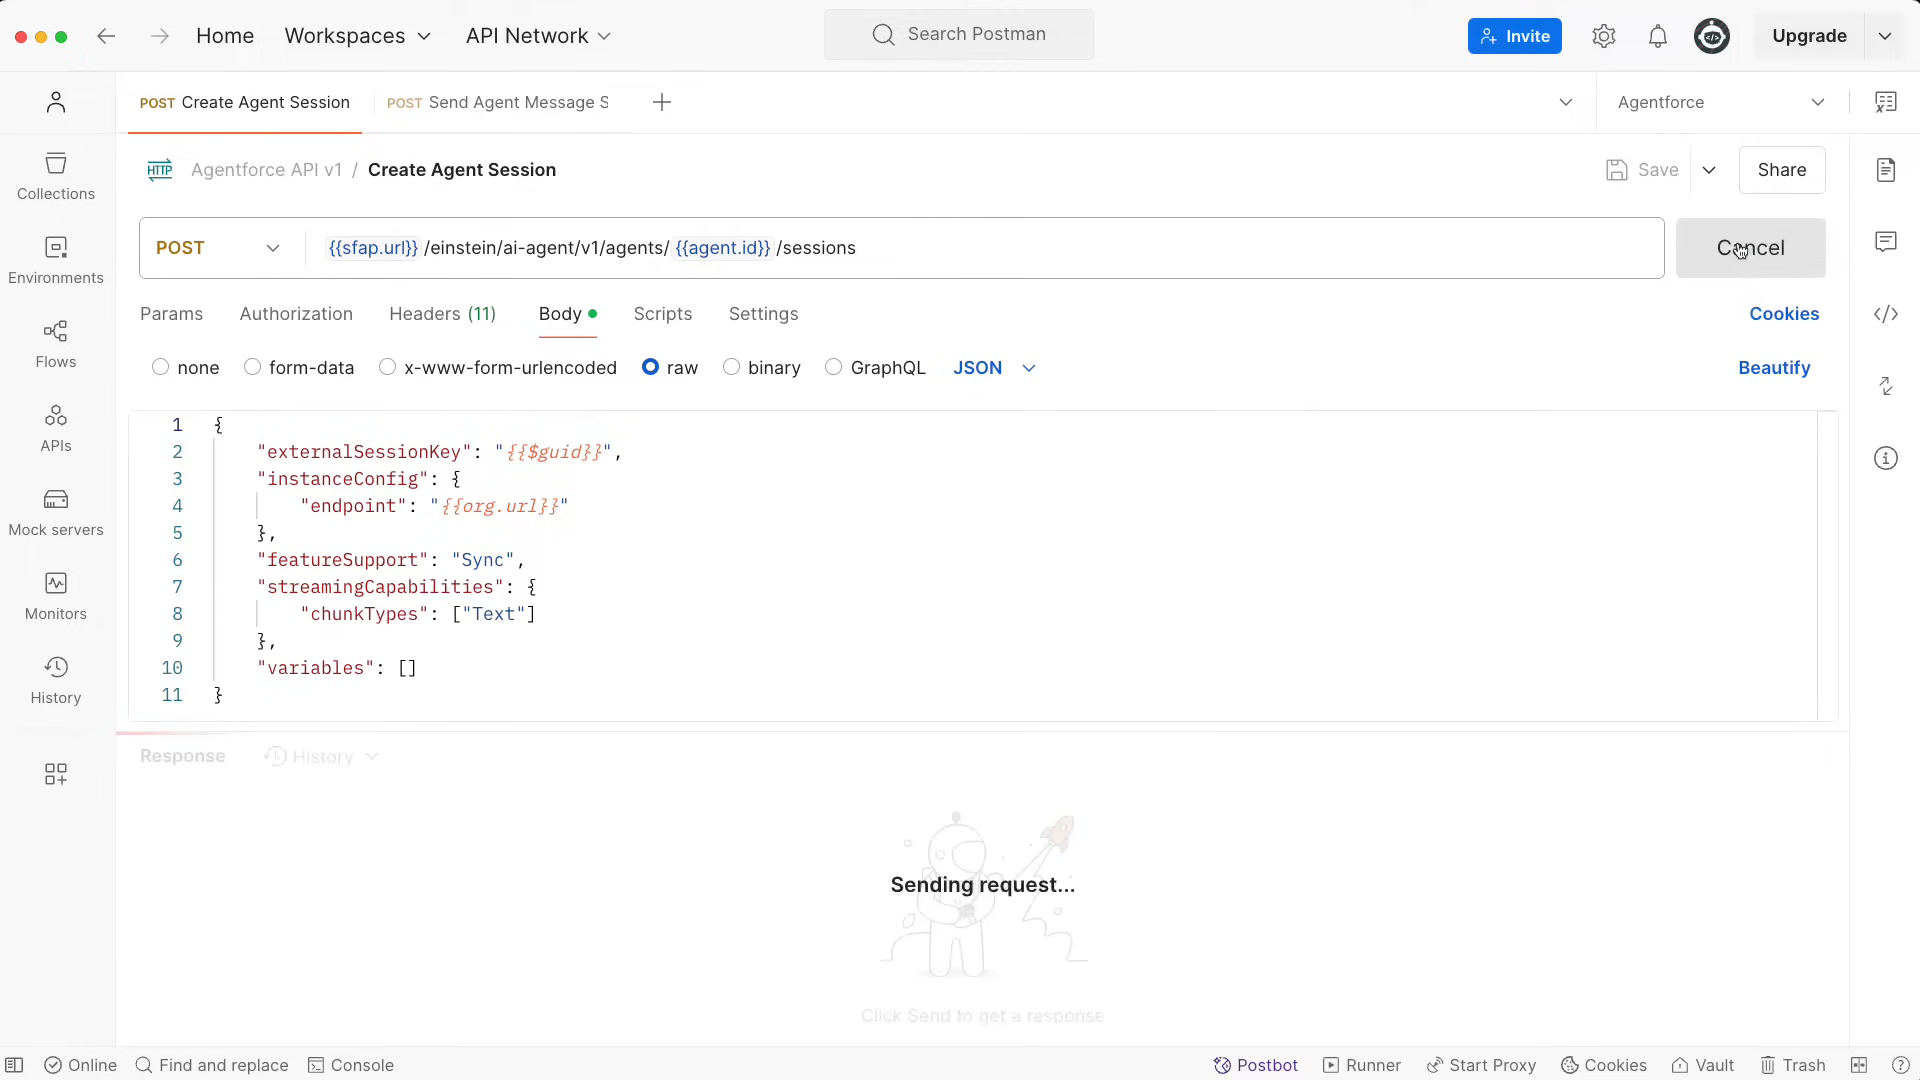 Home Workspaces API Network Search Postman Invite Upgrade
POST Create Agent Session POST Send Agent Message S Agentforce
HTTP Agentforce API v1 / Create Agent Session Save Share
POST {{sfap.url}}/einstein/ai-agent/v1/agents/{{agent.id}}/sessions Cancel
Params Authorization Headers (11) Body Scripts Settings Cookies
none form-data x-www-form-urlencoded raw binary GraphQL JSON Beautify
Collections
Environments
Flows
APIs
Mock servers
Monitors
History
1 {
2 "externalSessionKey": "{{$guid}}",
3 "instanceConfig": {
4 "endpoint": "{{org.url}}"
5 },
6 "featureSupport": "Sync",
7 "streamingCapabilities": {
8 "chunkTypes": ["Text"]
9 },
10 "variables": []
11 }
Response History
Sending request...
Click Send to get a response
Online Find and replace Console Postbot Runner Start Proxy Cookies Vault Trash